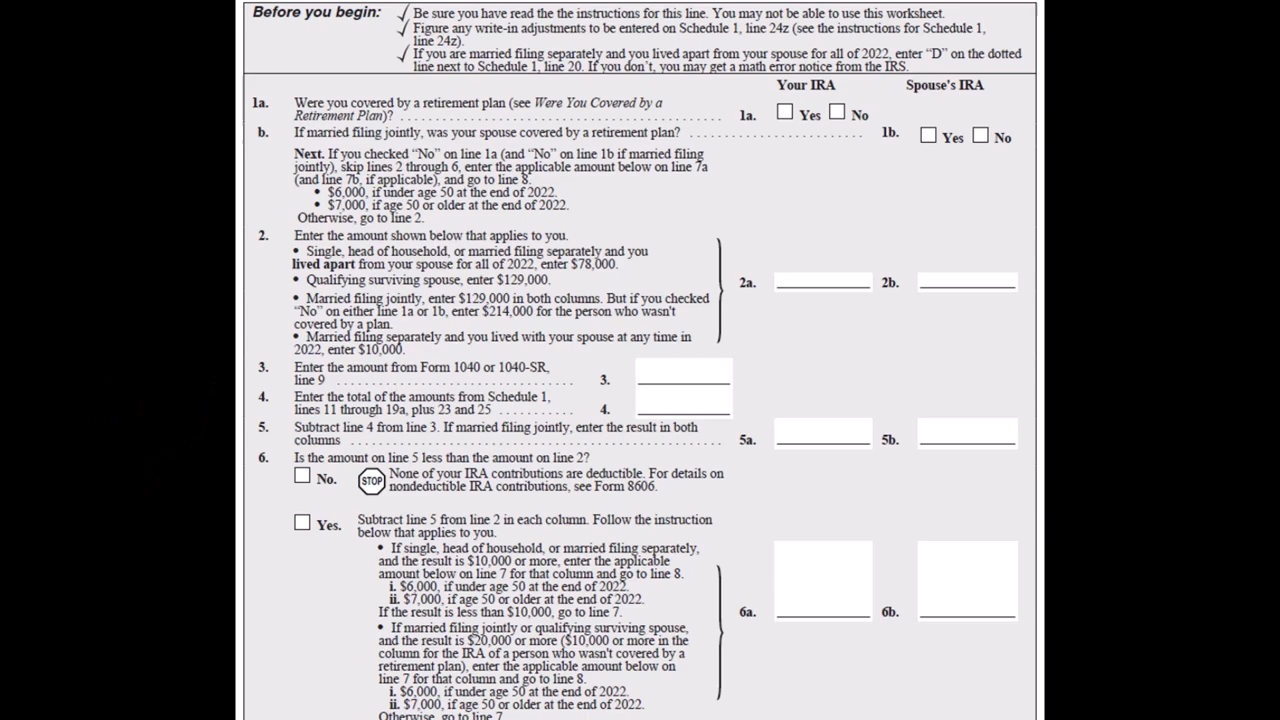 Before you begin: √ Be sure you have read the the instructions for this line. You may not be able to use this worksheet.
√ Figure any write-in adjustments to be entered on Schedule 1, line 24z (see the instructions for Schedule 1,
line 24z).
√ If you are married filing separately and you lived apart from your spouse for all of 2022, enter “D” on the dotted
line next to Schedule 1, line 20. If you don’t, you may get a math error notice from the IRS.
Your IRA Spouse's IRA
1a. Were you covered by a retirement plan (see Were You Covered by a
Retirement Plan)? 1a. Yes No
b. If married filing jointly, was your spouse covered by a retirement plan? 1b. Yes No
Next. If you checked “No” on line 1a (and “No” on line 1b if married filing
jointly), skip lines 2 through 6, enter the applicable amount below on line 7a
(and line 7b, if applicable), and go to line 8.
• $6,000, if under age 50 at the end of 2022.
• $7,000, if age 50 or older at the end of 2022.
Otherwise, go to line 2.
2. Enter the amount shown below that applies to you.
• Single, head of household, or married filing separately and you
lived apart from your spouse for all of 2022, enter $78,000.
• Qualifying surviving spouse, enter $129,000.
2a. 2b.
• Married filing jointly, enter $129,000 in both columns. But if you checked
“No” on either line 1a or 1b, enter $214,000 for the person who wasn't
covered by a plan.
• Married filing separately and you lived with your spouse at any time in
2022, enter $10,000.
3. Enter the amount from Form 1040 or 1040-SR,
line 9 3.
4. Enter the total of the amounts from Schedule 1,
lines 11 through 19a, plus 23 and 25 4.
5. Subtract line 4 from line 3. If married filing jointly, enter the result in both
columns 5a. 5b.
6. Is the amount on line 5 less than the amount on line 2?
No. STOP None of your IRA contributions are deductible. For details on
nondeductible IRA contributions, see Form 8606.
Yes. Subtract line 5 from line 2 in each column. Follow the instruction
below that applies to you.
• If single, head of household, or married filing separately,
and the result is $10,000 or more, enter the applicable
amount below on line 7 for that column and go to line 8.
i. $6,000, if under age 50 at the end of 2022.
ii. $7,000, if age 50 or older at the end of 2022.
If the result is less than $10,000, go to line 7.
6a. 6b.
• If married filing jointly or qualifying surviving spouse,
and the result is $20,000 or more ($10,000 or more in the
column for the IRA of a person who wasn't covered by a
retirement plan), enter the applicable amount below on
line 7 for that column and go to line 8.
i. $6,000, if under age 50 at the end of 2022.
ii. $7,000, if age 50 or older at the end of 2022.
Otherwise, go to line 7.